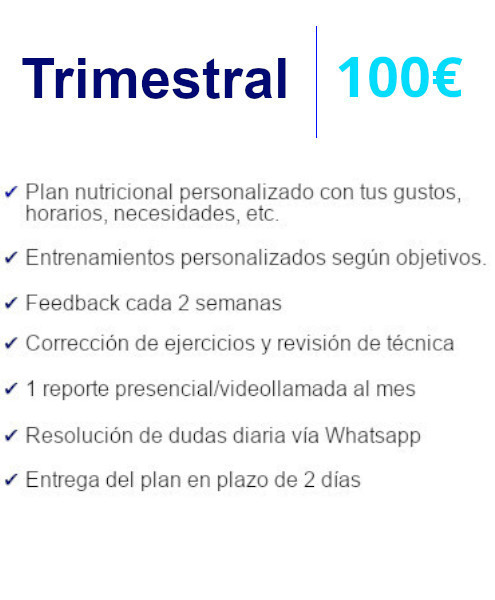 Trimestral 100€
✔ Plan nutricional personalizado con tus gustos,
horarios, necesidades, etc.
✔ Entrenamientos personalizados según objetivos.
✔ Feedback cada 2 semanas
✔ Corrección de ejercicios y revisión de técnica
✔ 1 reporte presencial/videollamada al mes
✔ Resolución de dudas diaria vía Whatsapp
✔ Entrega del plan en plazo de 2 días